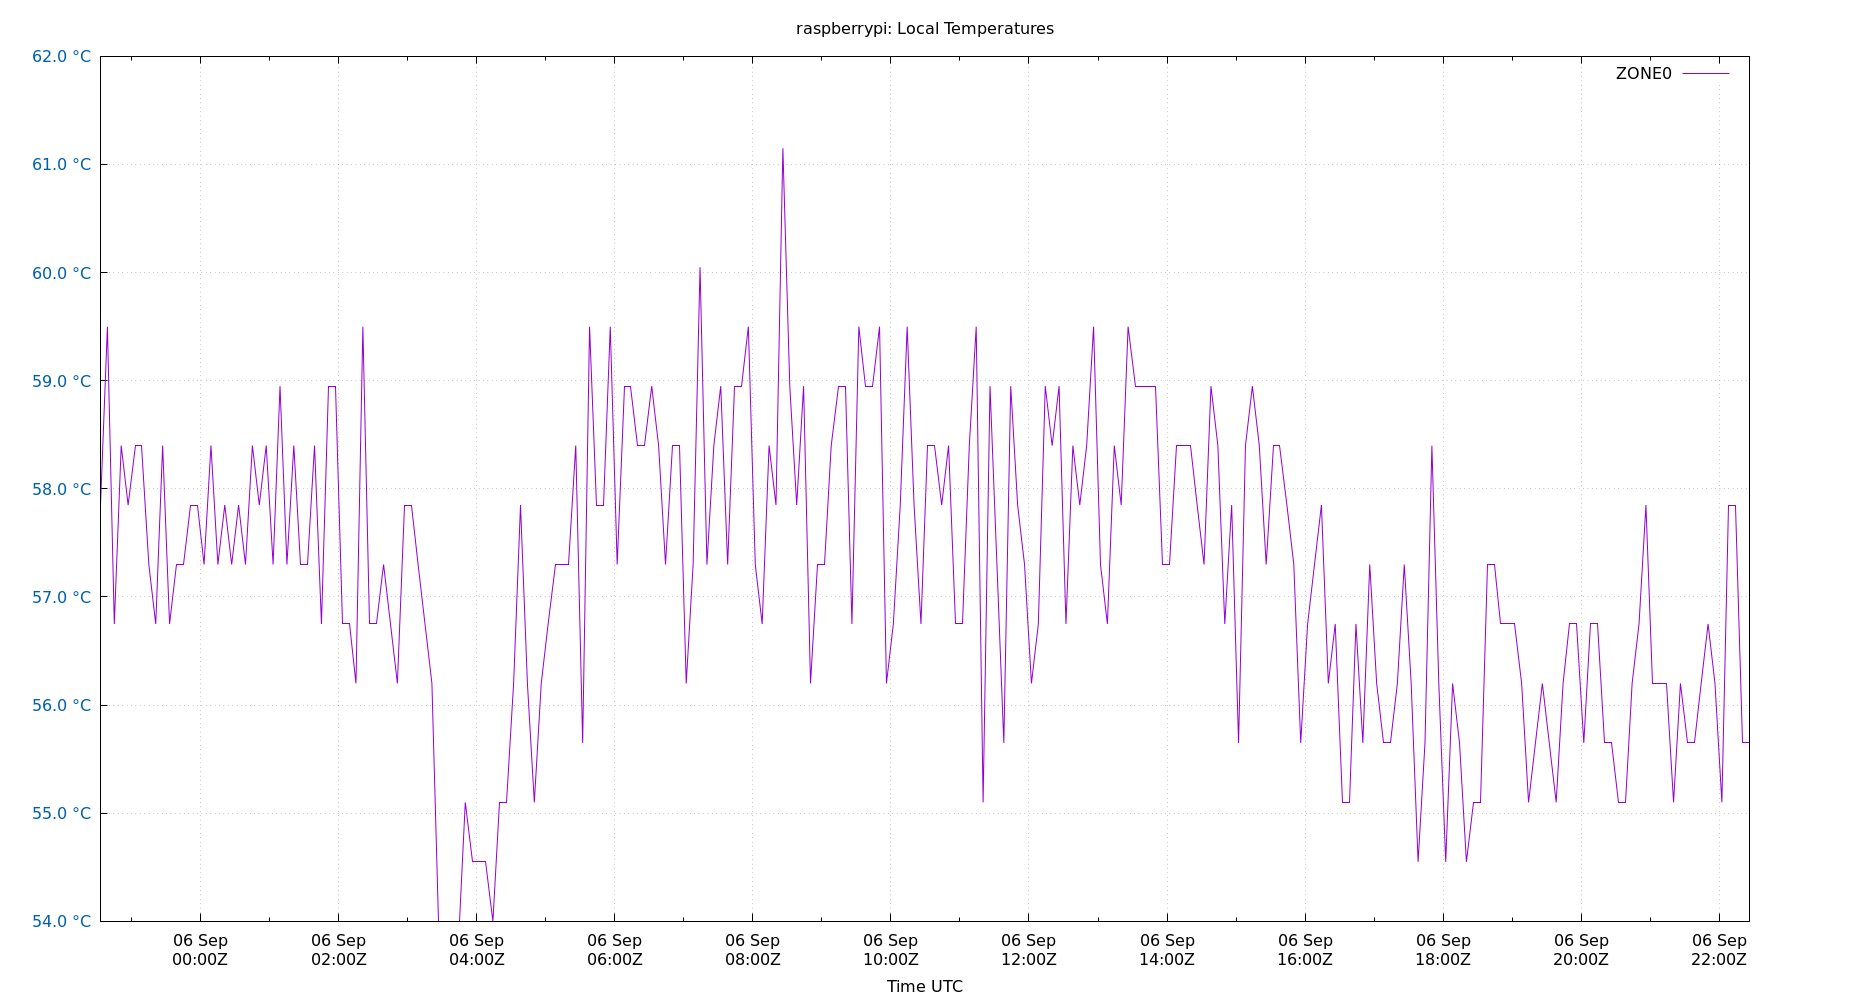 raspberrypi: Local Temperatures
62.0 °C
ZONE0
61.0 °C
60.0 °C
59.0 °C
58.0 °C
57.0 °C
56.0 °C
55.0 °C
54.0 °C
06 Sep 06 Sep 06 Sep 06 Sep 06 Sep 06 Sep 06 Sep 06 Sep 06 Sep 06 Sep 06 Sep 06 Sep
00:00Z 02:00Z 04:00Z 06:00Z 08:00Z 10:00Z 12:00Z 14:00Z 16:00Z 18:00Z 20:00Z 22:00Z
Time UTC